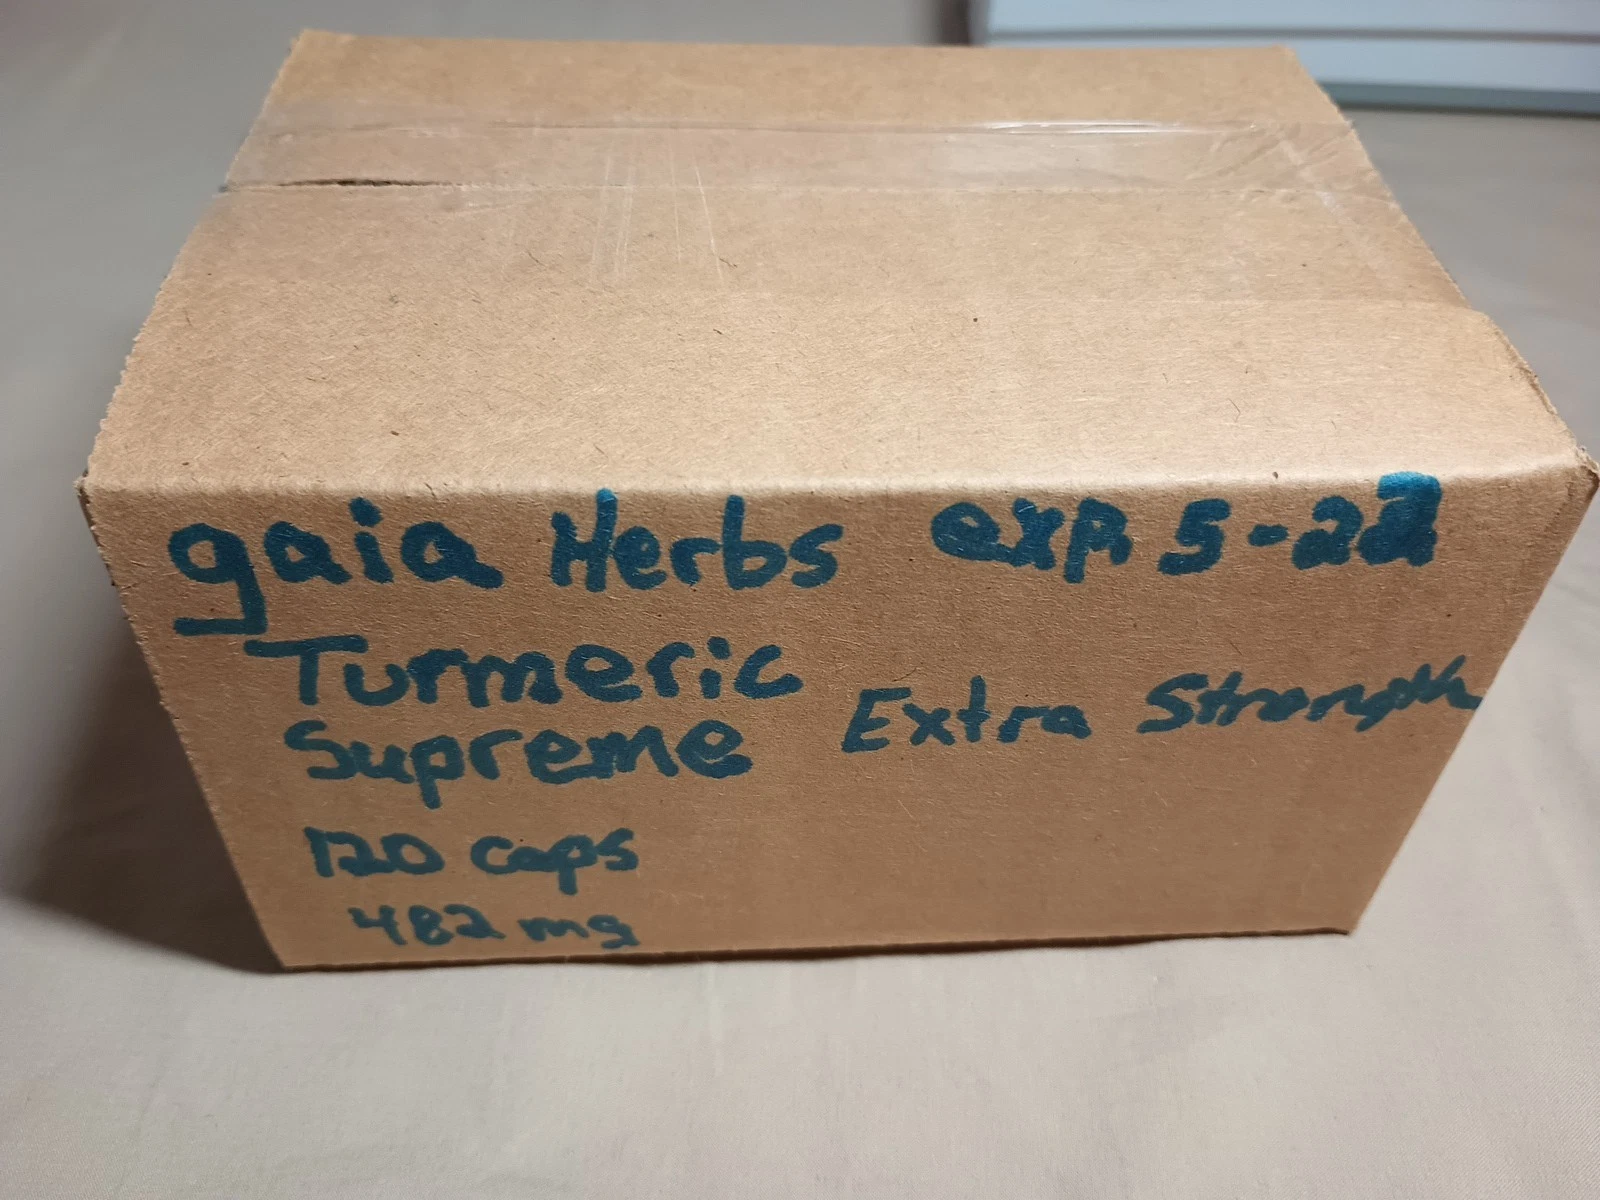 gaia Herbs exp. 5-22
Turmeric
Supreme Extra Strength
120 caps
482 mg